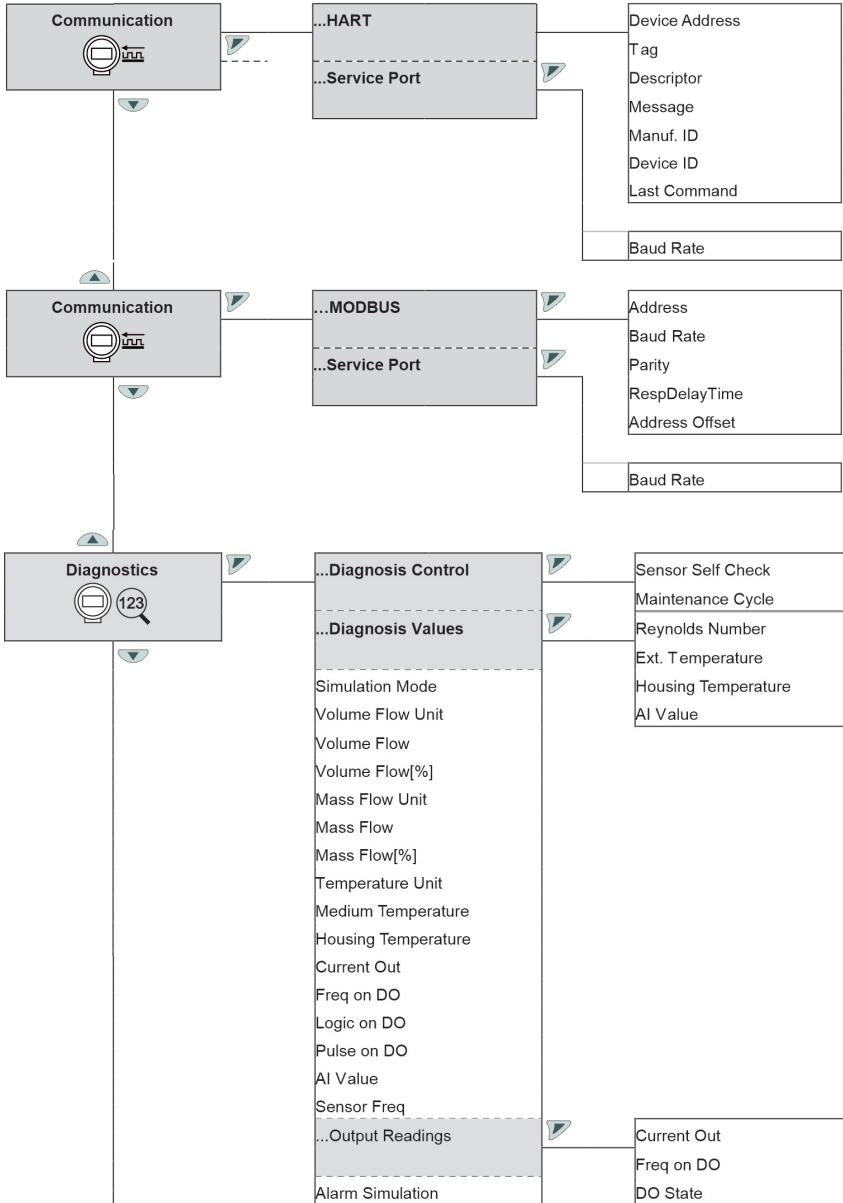 Communication
...HART
...Service Port
Device Address
Tag
Descriptor
Message
Manuf. ID
Device ID
Last Command
Baud Rate
Communication
...MODBUS
...Service Port
Address
Baud Rate
Parity
RespDelayTime
Address Offset
Baud Rate
Diagnostics
123
...Diagnosis Control
Sensor Self Check
Maintenance Cycle
...Diagnosis Values
Reynolds Number
Ext. Temperature
Housing Temperature
AI Value
Simulation Mode
Volume Flow Unit
Volume Flow
Volume Flow[%]
Mass Flow Unit
Mass Flow
Mass Flow[%]
Temperature Unit
Medium Temperature
Housing Temperature
Current Out
Freq on DO
Logic on DO
Pulse on DO
AI Value
Sensor Freq
...Output Readings
Current Out
Freq on DO
DO State
Alarm Simulation